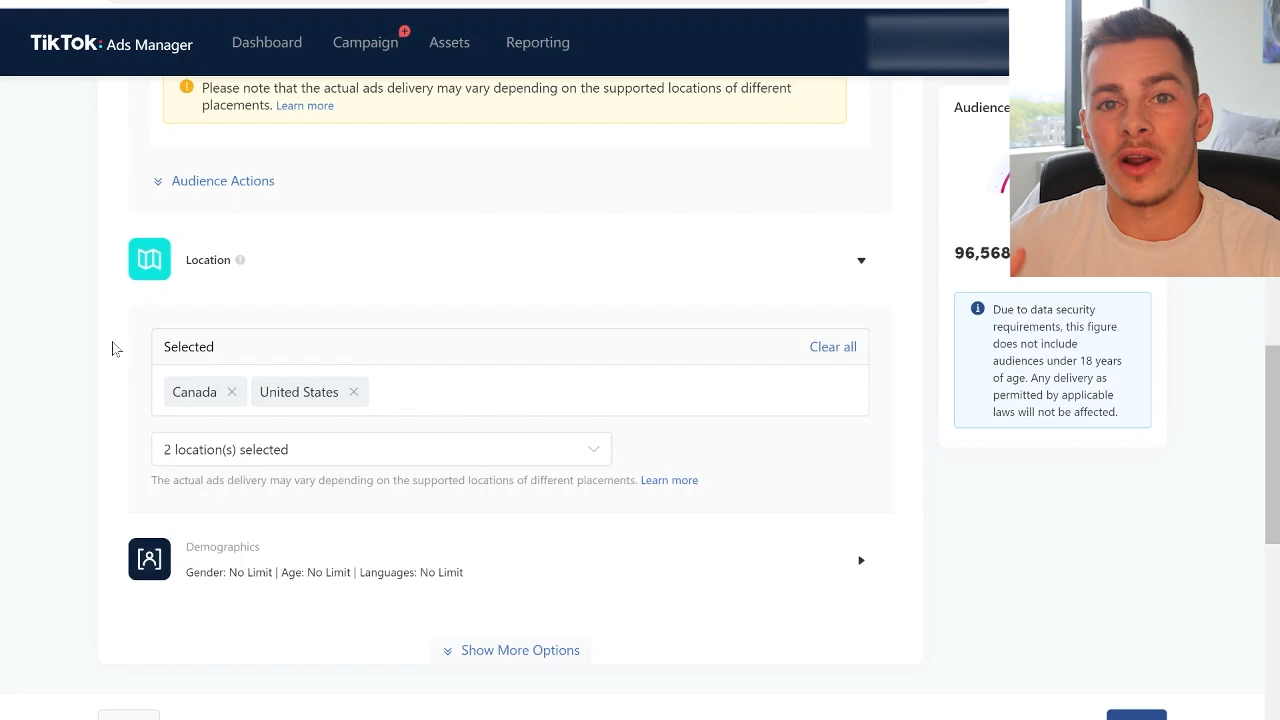 TikTok: Ads Manager
Dashboard
Campaign
Assets
Reporting
Please note that the actual ads delivery may vary depending on the supported locations of different
placements. Learn more
Audience Actions
Audience
96,568
Due to data security
requirements, this figure
does not include
audiences under 18 years
of age. Any delivery as
permitted by applicable
laws will not be affected.
Location
Selected
Clear all
Canada
United States
2 location(s) selected
The actual ads delivery may vary depending on the supported locations of different placements. Learn more
Demographics
Gender: No Limit | Age: No Limit | Languages: No Limit
Show More Options